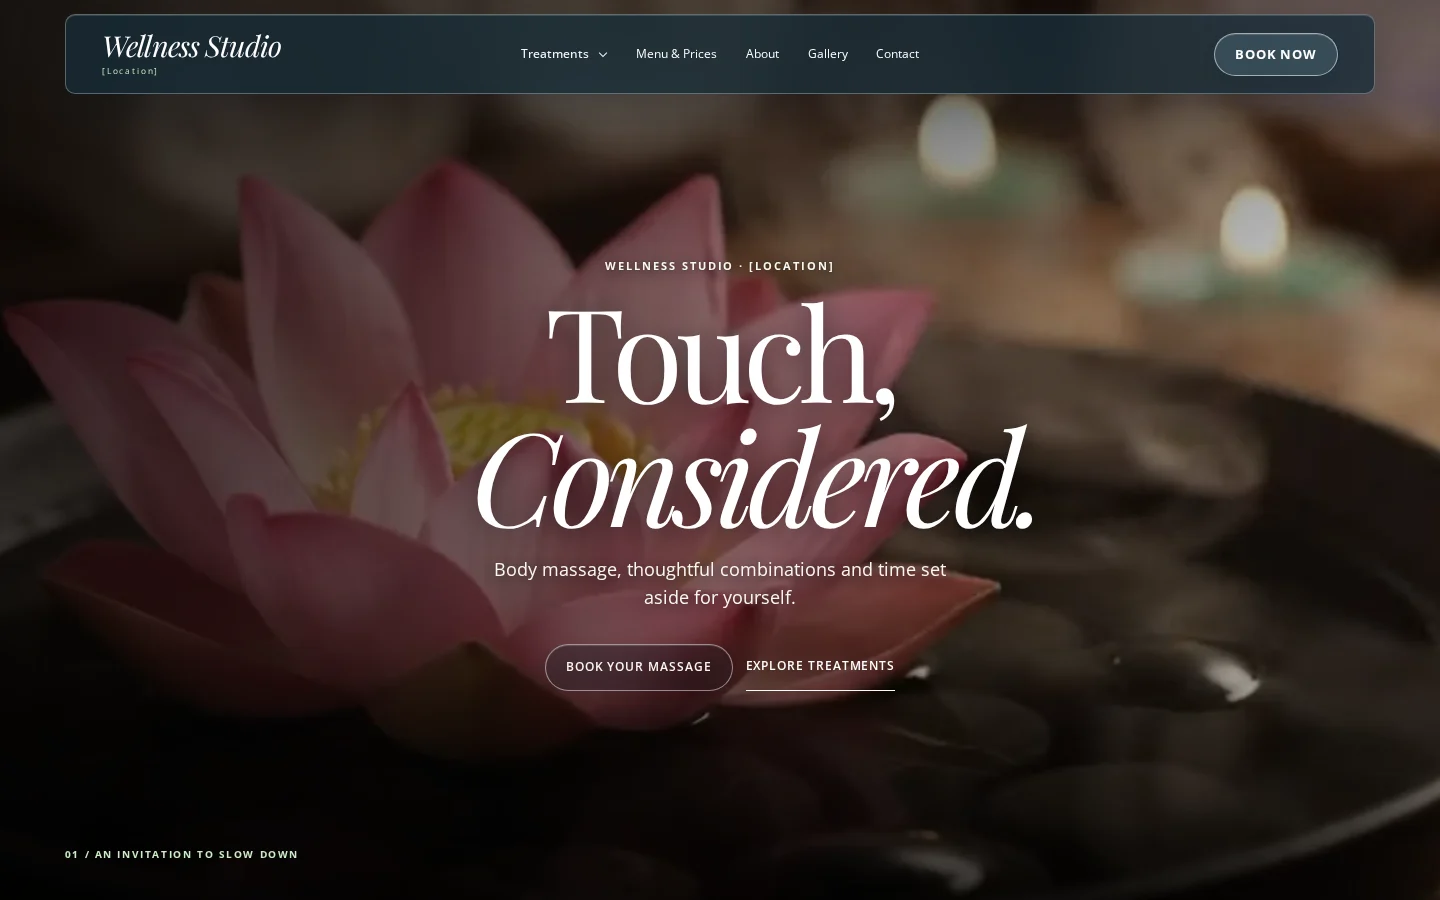 Wellness Studio
[Location]
Treatments
Menu & Prices
About
Gallery
Contact
BOOK NOW
WELLNESS STUDIO · [LOCATION]
Touch,
Considered.
Body massage, thoughtful combinations and time set
aside for yourself.
BOOK YOUR MASSAGE
EXPLORE TREATMENTS
01 / AN INVITATION TO SLOW DOWN